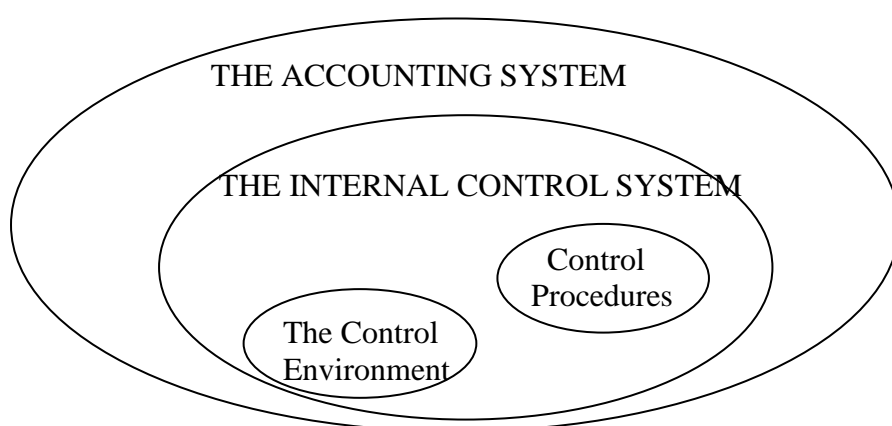 THE ACCOUNTING SYSTEM
THE INTERNAL CONTROL SYSTEM
Control
Procedures
The Control
Environment